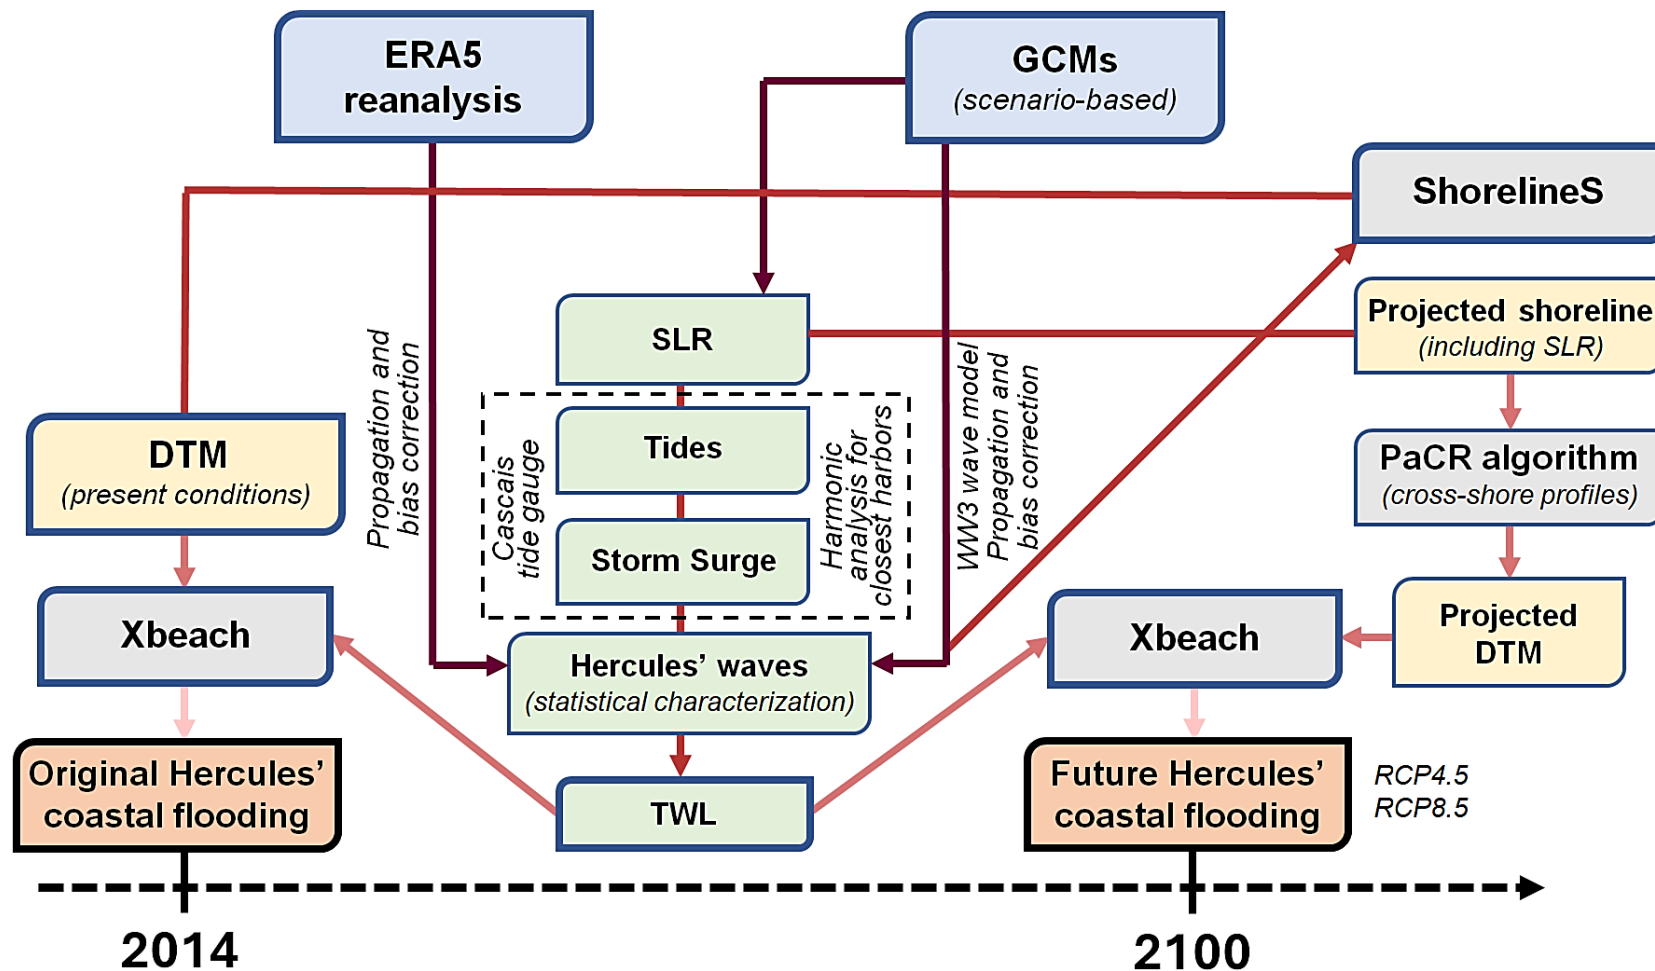 ERA5
reanalysis
GCMs
(scenario-based)
ShorelineS
SLR
Projected shoreline
(including SLR)
Propagation and
bias correction
WW3 wave model
Propagation and
bias correction
DTM
(present conditions)
Cascais
tide gauge
Tides
Harmonic
analysis for
closest harbors
PaCR algorithm
(cross-shore profiles)
Storm Surge
Xbeach
Hercules’ waves
(statistical characterization)
Xbeach
Projected
DTM
Original Hercules’
coastal flooding
TWL
Future Hercules’
coastal flooding
RCP4.5
RCP8.5
2014
2100